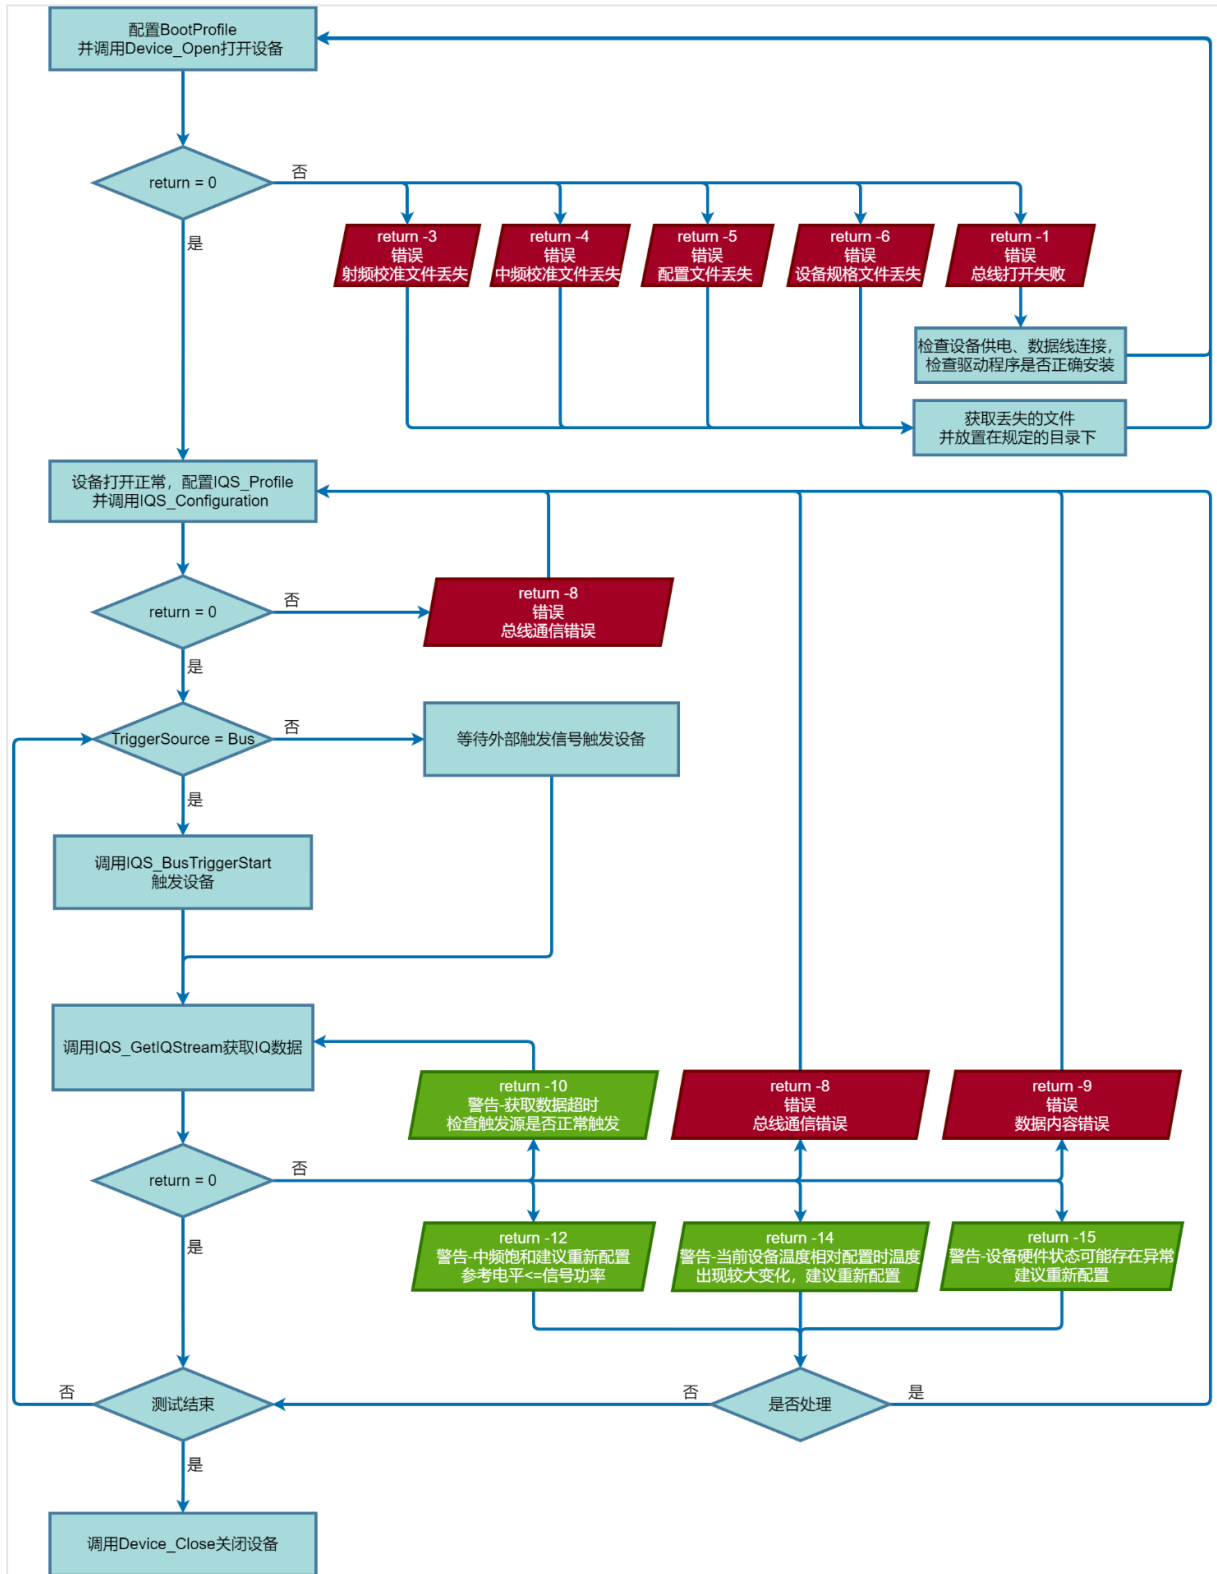 配置BootProfile
并调用Device_Open打开设备
return = 0
否
是
return -3
错误
射频校准文件丢失
return -4
错误
中频校准文件丢失
return -5
错误
配置文件丢失
return -6
错误
设备规格文件丢失
return -1
错误
总线打开失败
检查设备供电、数据线连接，
检查驱动程序是否正确安装
获取丢失的文件
并放置在规定的目录下
设备打开正常，配置IQS_Profile
并调用IQS_Configuration
return = 0
否
是
return -8
错误
总线通信错误
TriggerSource = Bus
否
是
等待外部触发信号触发设备
调用IQS_BusTriggerStart
触发设备
调用IQS_GetIQStream获取IQ数据
return -10
警告-获取数据超时
检查触发源是否正常触发
return -8
错误
总线通信错误
return -9
错误
数据内容错误
return = 0
否
是
return -12
警告-中频饱和建议重新配置
参考电平<=信号功率
return -14
警告-当前设备温度相对配置时温度
出现较大变化，建议重新配置
return -15
警告-设备硬件状态可能存在异常
建议重新配置
否
测试结束
否
是否处理
是
是
调用Device_Close关闭设备